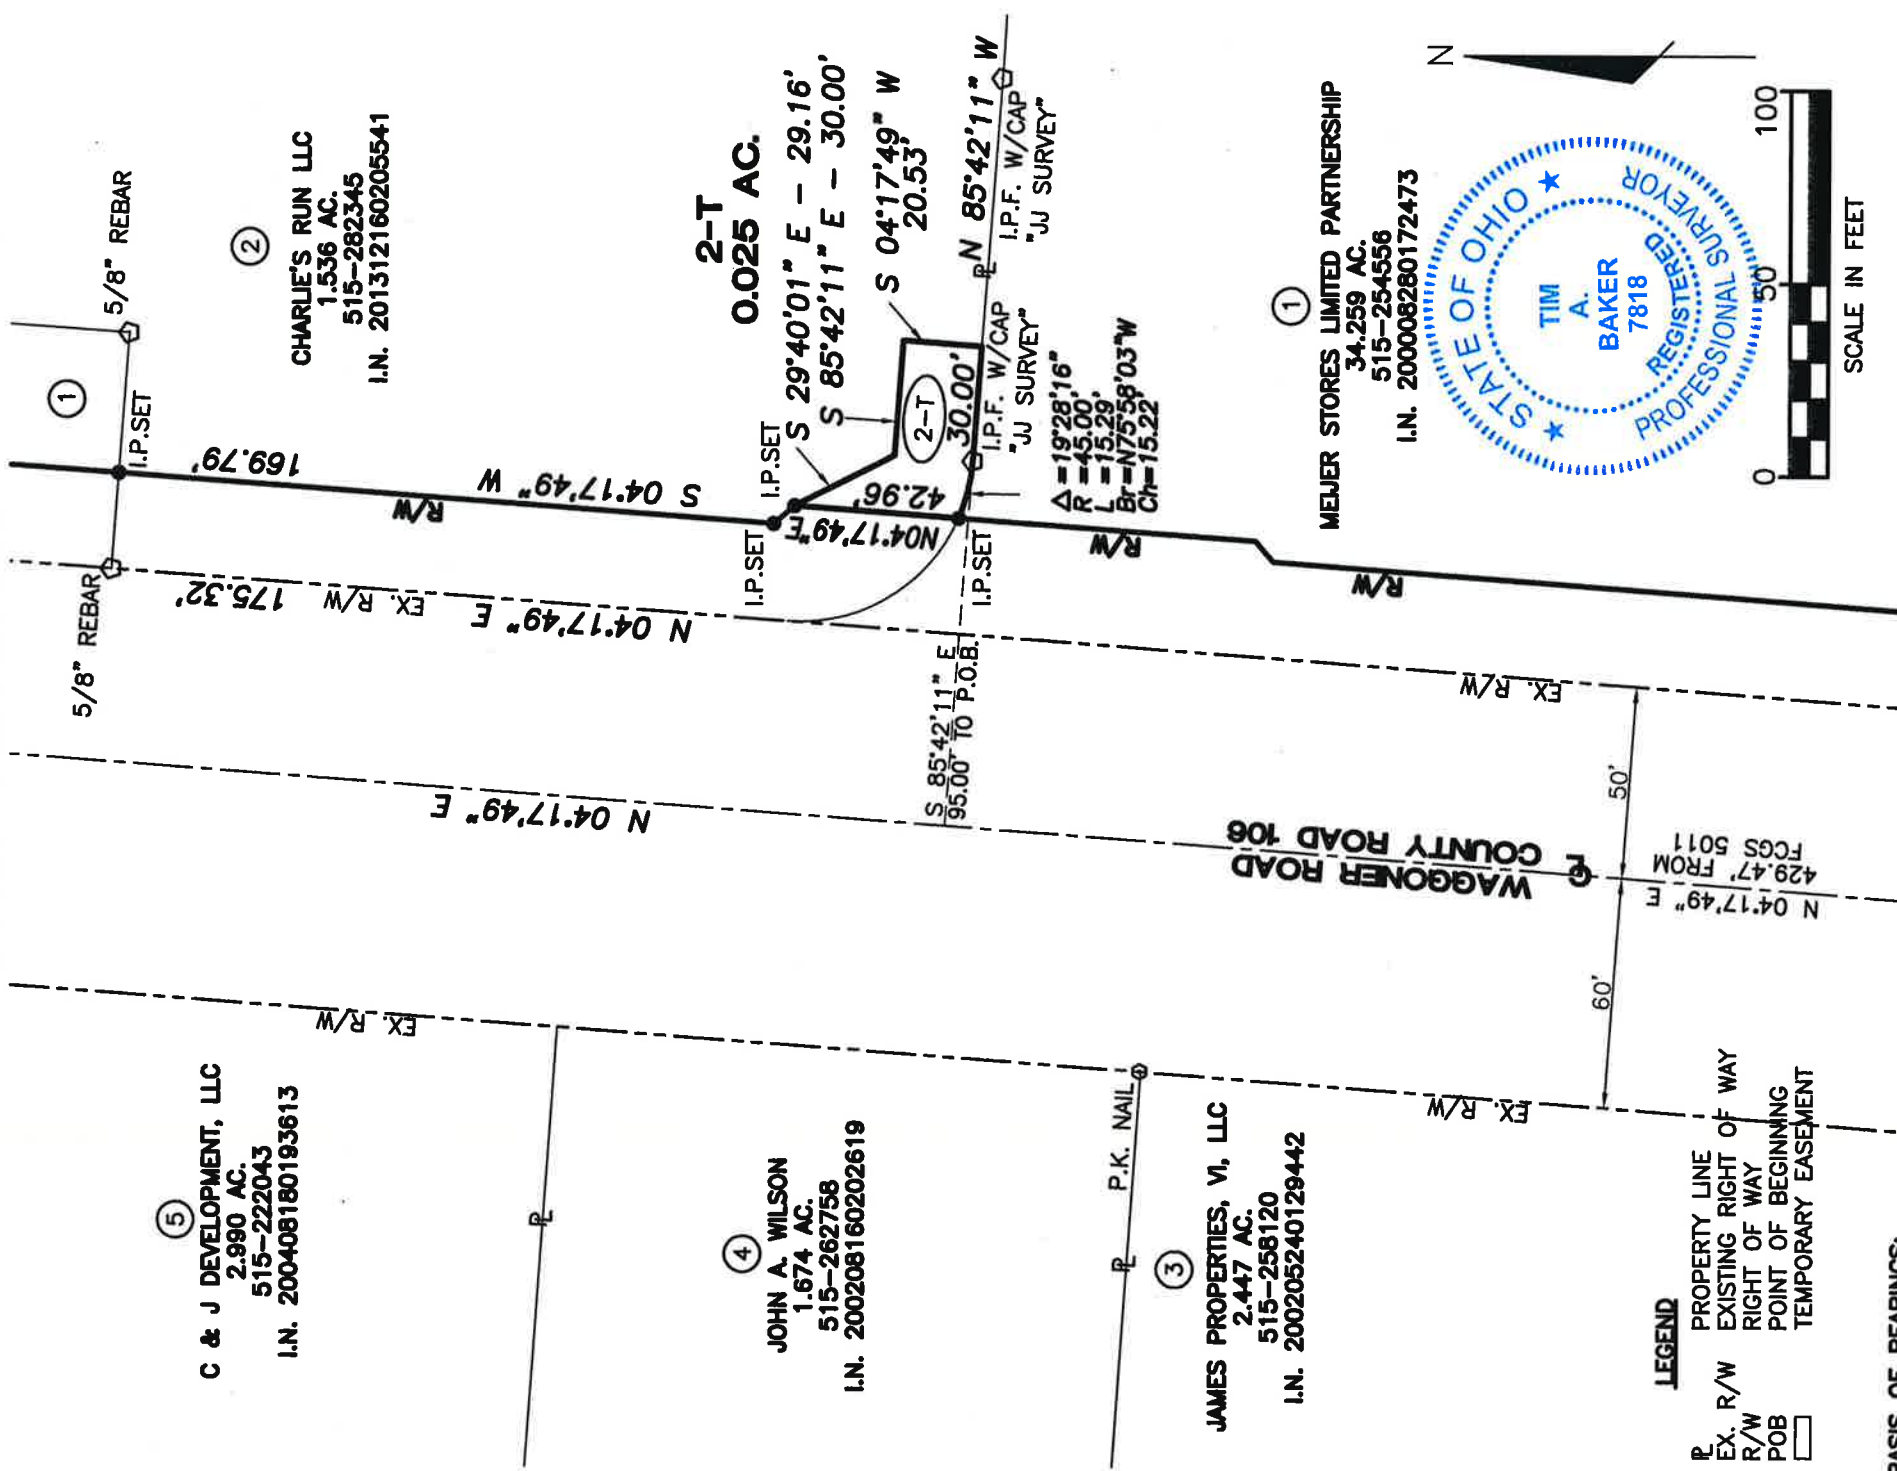 5/8" REBAR
5/8" REBAR
1
I.P.SET
2
CHARLIE'S RUN LLC
1.536 AC.
515-282345
I.N. 201312160205541
169.79'
S 04°17'49" W
R/W
175.32'
EX. R/W
N 04°17'49" E
N 04°17'49" E
EX. R/W
5
C & J DEVELOPMENT, LLC
2.990 AC.
515-222043
I.N. 200408180193613
PL
4
JOHN A. WILSON
1.674 AC.
515-262758
I.N. 200208160202619
2-T
0.025 AC.
S 29°40'01" E - 29.16'
S 85°42'11" E - 30.00'
S 04°17'49" W
20.53'
I.P.SET
I.P.SET
2-T
30.00'
42.96'
N04°17'49"E
I.P.SET
PL
N 85°42'11" W
I.P.F. W/CAP
"JJ SURVEY"
I.P.F. W/CAP
"JJ SURVEY"
Δ=19°28'16"
R =45.00'
L =15.29'
Br=N75°58'03"W
Ch=15.22'
R/W
S 85°42'11" E
95.00' TO P.O.B.
P.K. NAIL
PL
3
JAMES PROPERTIES, VI, LLC
2.447 AC.
515-258120
I.N. 200205240129442
WAGGONER ROAD
COUNTY ROAD 106
CL
1
MEIJER STORES LIMITED PARTNERSHIP
34.259 AC.
515-254556
I.N. 200008280172473
R/W
EX. R/W
EX. R/W
50'
60'
N 04°17'49" E
429.47' FROM
FCGS 5011
STATE OF OHIO
TIM
A.
BAKER
7818
REGISTERED
PROFESSIONAL SURVEYOR
N
0 50 100
SCALE IN FEET
LEGEND
PL PROPERTY LINE
EX. R/W EXISTING RIGHT OF WAY
R/W RIGHT OF WAY
POB POINT OF BEGINNING
TEMPORARY EASEMENT
BASIS OF BEARINGS: